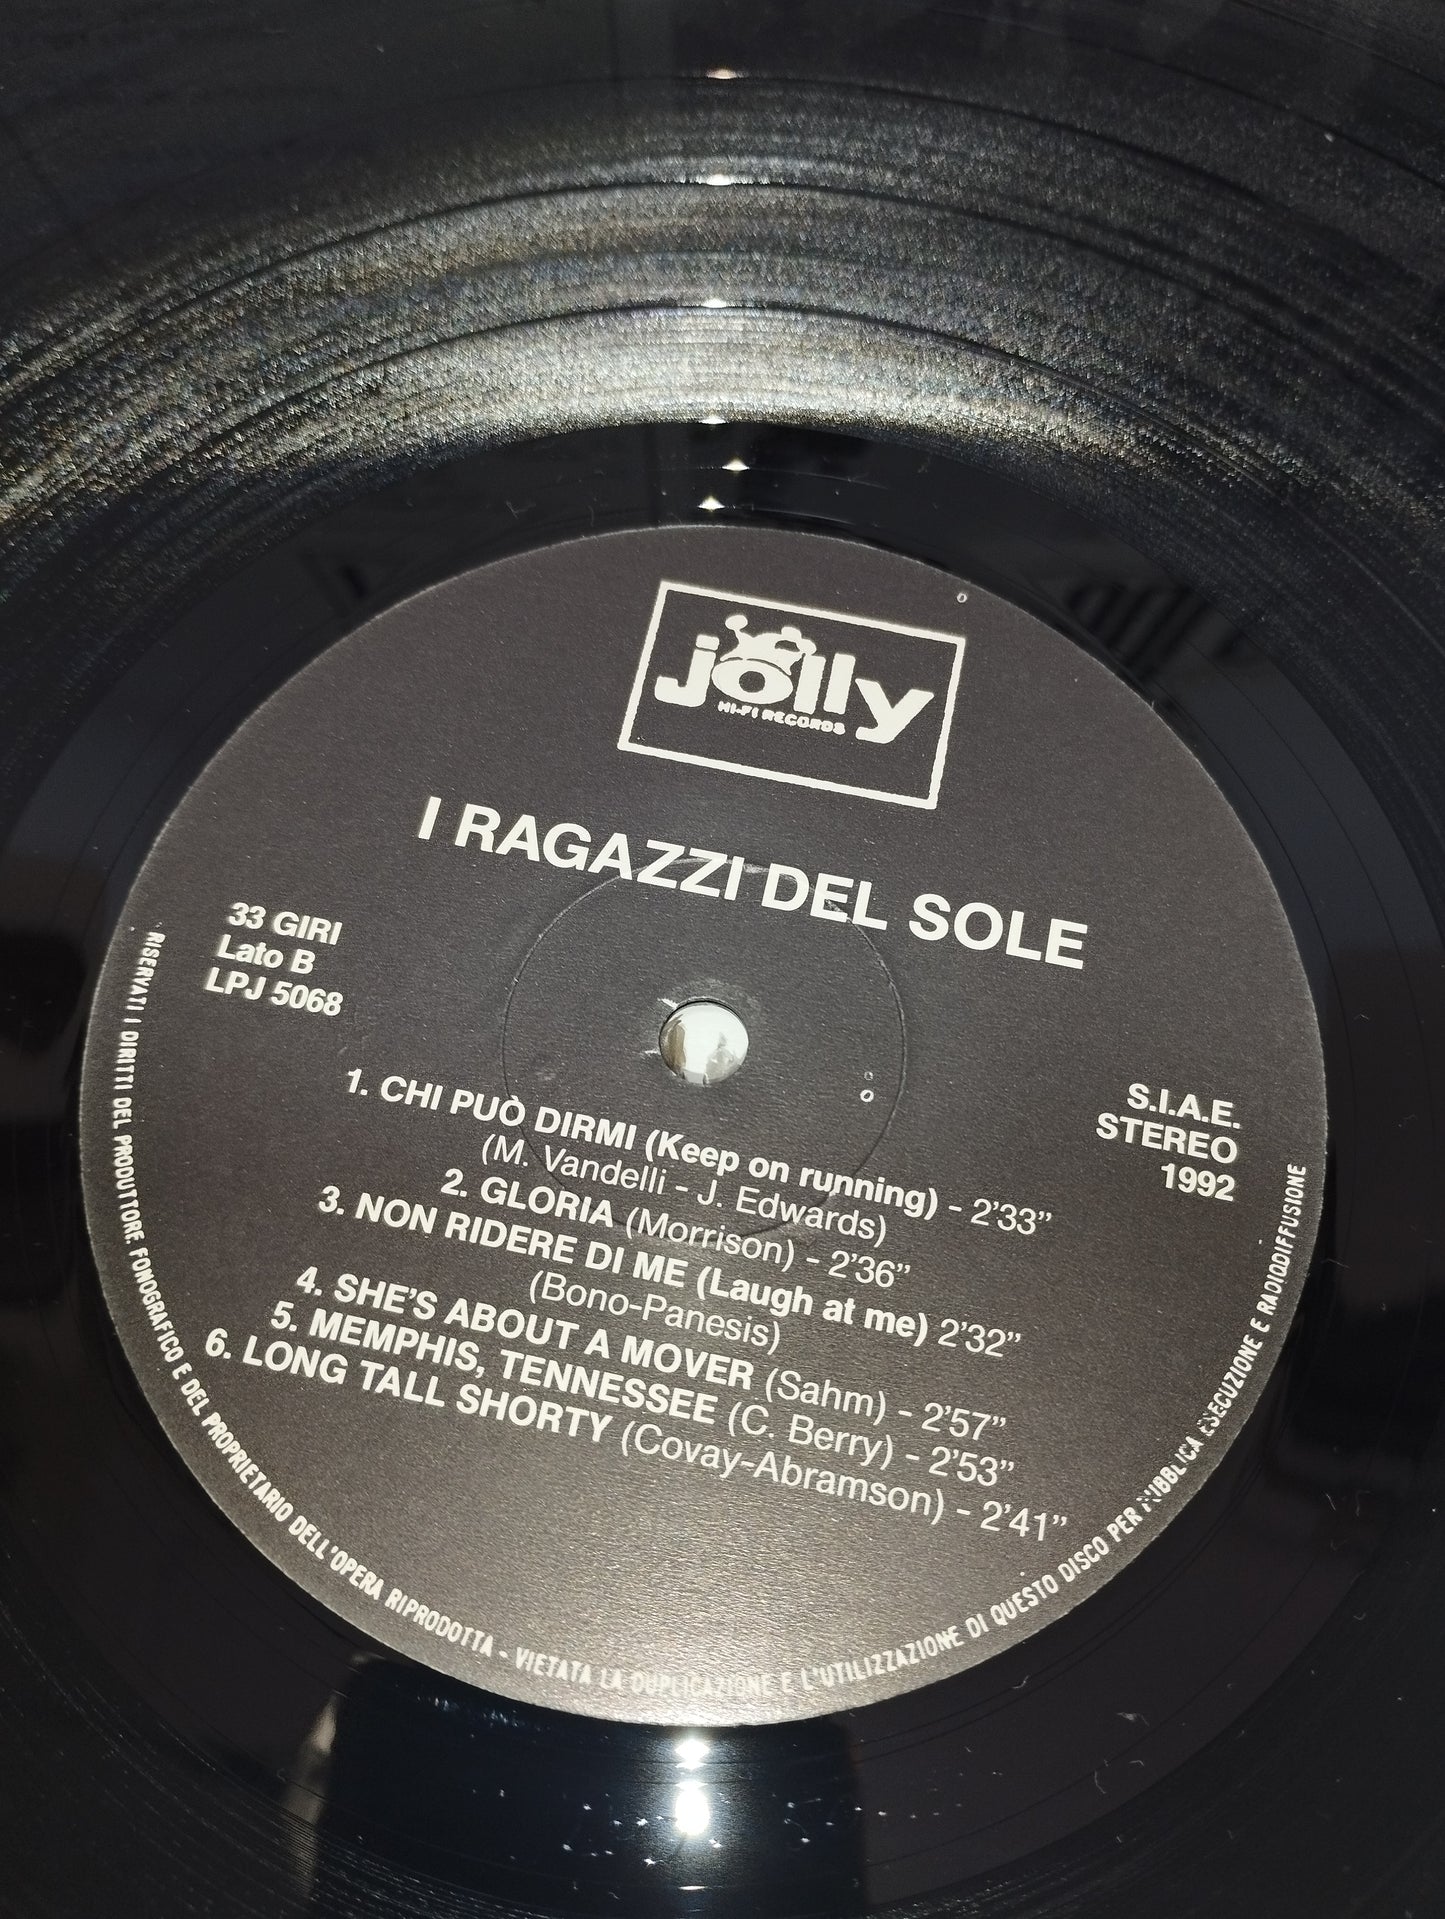 jolly
HI-FI RECORDS
I RAGAZZI DEL SOLE
33 GIRI
Lato B
LPJ 5068
S.I.A.E.
STEREO
1992
1. CHI PUÒ DIRMI (Keep on running) - 2'33”
(M. Vandelli - J. Edwards)
2. GLORIA (Morrison) - 2'36”
3. NON RIDERE DI ME (Laugh at me) 2'32”
(Bono-Panesis)
4. SHE'S ABOUT A MOVER (Sahm) - 2'57”
5. MEMPHIS, TENNESSEE (C. Berry) - 2'53”
6. LONG TALL SHORTY (Covay-Abramson) - 2'41”
RISERVATI I DIRITTI DEL PRODUTTORE FONOGRAFICO E DEL PROPRIETARIO DELL'OPERA RIPRODOTTA - VIETATA LA DUPLICAZIONE E L'UTILIZZAZIONE DI QUESTO DISCO PER PUBBLICA ESECUZIONE E RADIODIFFUSIONE